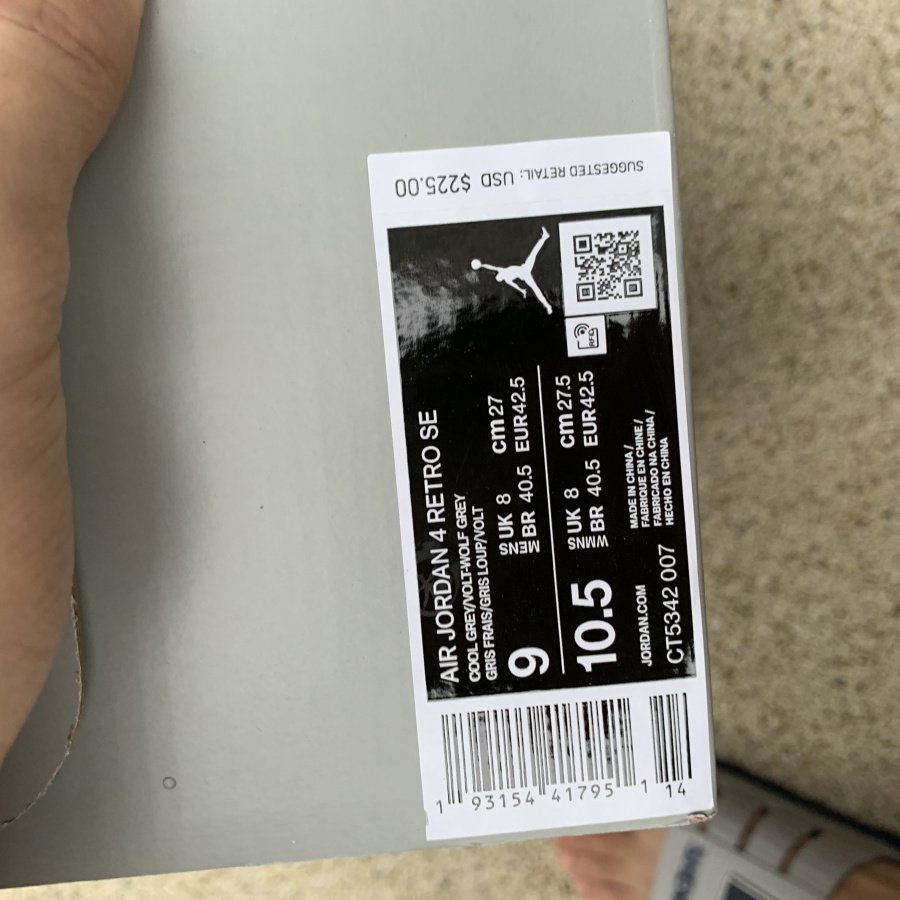 SUGGESTED RETAIL: USD $225.00
AIR JORDAN 4 RETRO SE
COOL GREY/VOLT-WOLF GREY
GRIS FRAIS/GRIS LOUP/VOLT
9 MENS UK 8 cm 27
BR 40.5 EUR 42.5
10.5 WMNS UK 8 cm 27.5
BR 40.5 EUR 42.5
RFID
JORDAN.COM
CT5342 007
MADE IN CHINA /
FABRIQUE EN CHINE /
FABRICADO NA CHINA /
HECHO EN CHINA
1 93154 41795 1 14